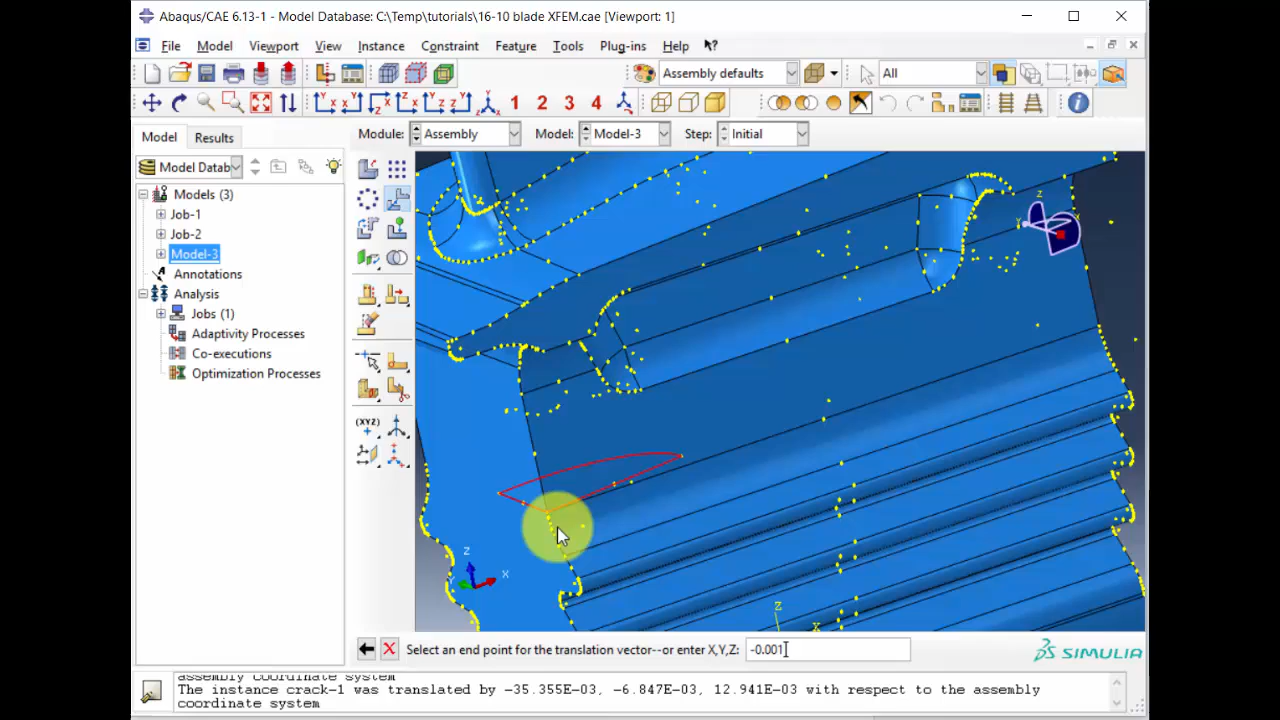 Abaqus/CAE 6.13-1 - Model Database: C:\Temp\tutorials\16-10 blade XFEM.cae [Viewport: 1]
File Model Viewport View Instance Constraint Feature Tools Plug-ins Help
Assembly defaults All
1 2 3 4
Model Results Module: Assembly Model: Model-3 Step: Initial
Model Datab
Models (3)
Job-1
Job-2
Model-3
Annotations
Analysis
Jobs (1)
Adaptivity Processes
Co-executions
Optimization Processes
(XYZ)
Z
Y
Z
X
Z
X
Select an end point for the translation vector--or enter X,Y,Z: -0.001
SIMULIA
assembly coordinate system
The instance crack-1 was translated by -35.355E-03, -6.847E-03, 12.941E-03 with respect to the assembly
coordinate system